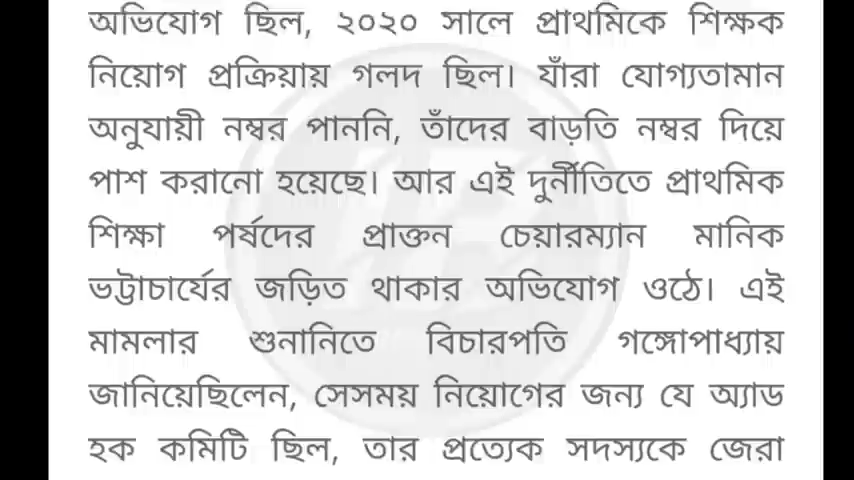 অভিযোগ ছিল, ২০২০ সালে প্রাথমিকে শিক্ষক
নিয়োগ প্রক্রিয়ায় গলদ ছিল। যাঁরা যোগ্যতামান
অনুযায়ী নম্বর পাননি, তাঁদের বাড়তি নম্বর দিয়ে
পাশ করানো হয়েছে। আর এই দুর্নীতিতে প্রাথমিক
শিক্ষা পর্ষদের প্রাক্তন চেয়ারম্যান মানিক
ভট্টাচার্যের জড়িত থাকার অভিযোগ ওঠে। এই
মামলার শুনানিতে বিচারপতি গঙ্গোপাধ্যায়
জানিয়েছিলেন, সেসময় নিয়োগের জন্য যে অ্যাড
হক কমিটি ছিল, তার প্রত্যেক সদস্যকে জেরা